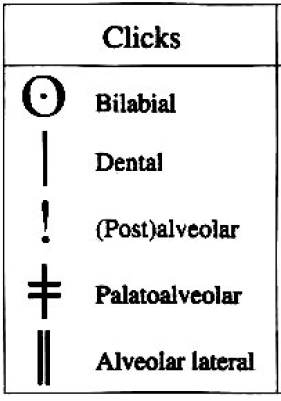 Clicks
ʘ Bilabial
ǀ Dental
ǃ (Post)alveolar
ǂ Palatoalveolar
ǁ Alveolar lateral